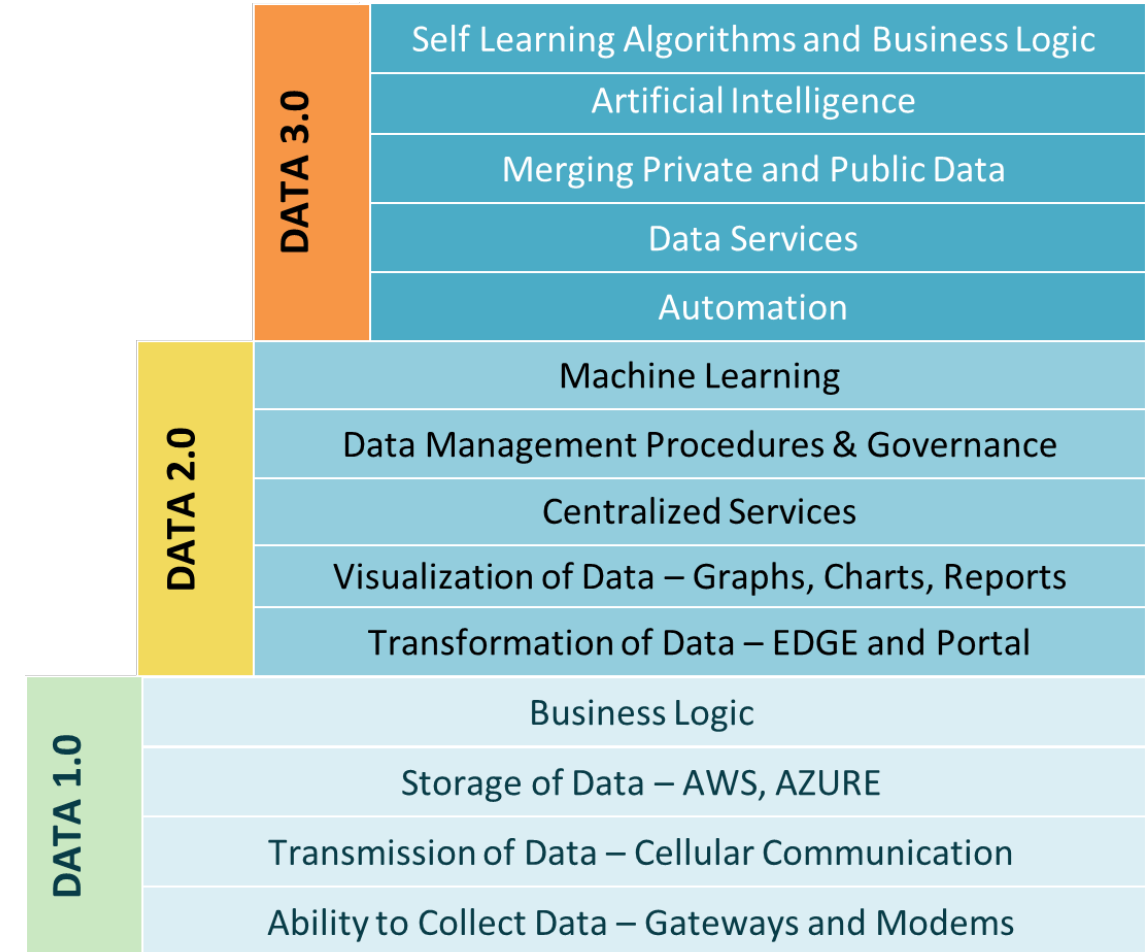 DATA 3.0
Self Learning Algorithms and Business Logic
Artificial Intelligence
Merging Private and Public Data
Data Services
Automation
DATA 2.0
Machine Learning
Data Management Procedures & Governance
Centralized Services
Visualization of Data – Graphs, Charts, Reports
Transformation of Data – EDGE and Portal
DATA 1.0
Business Logic
Storage of Data – AWS, AZURE
Transmission of Data – Cellular Communication
Ability to Collect Data – Gateways and Modems